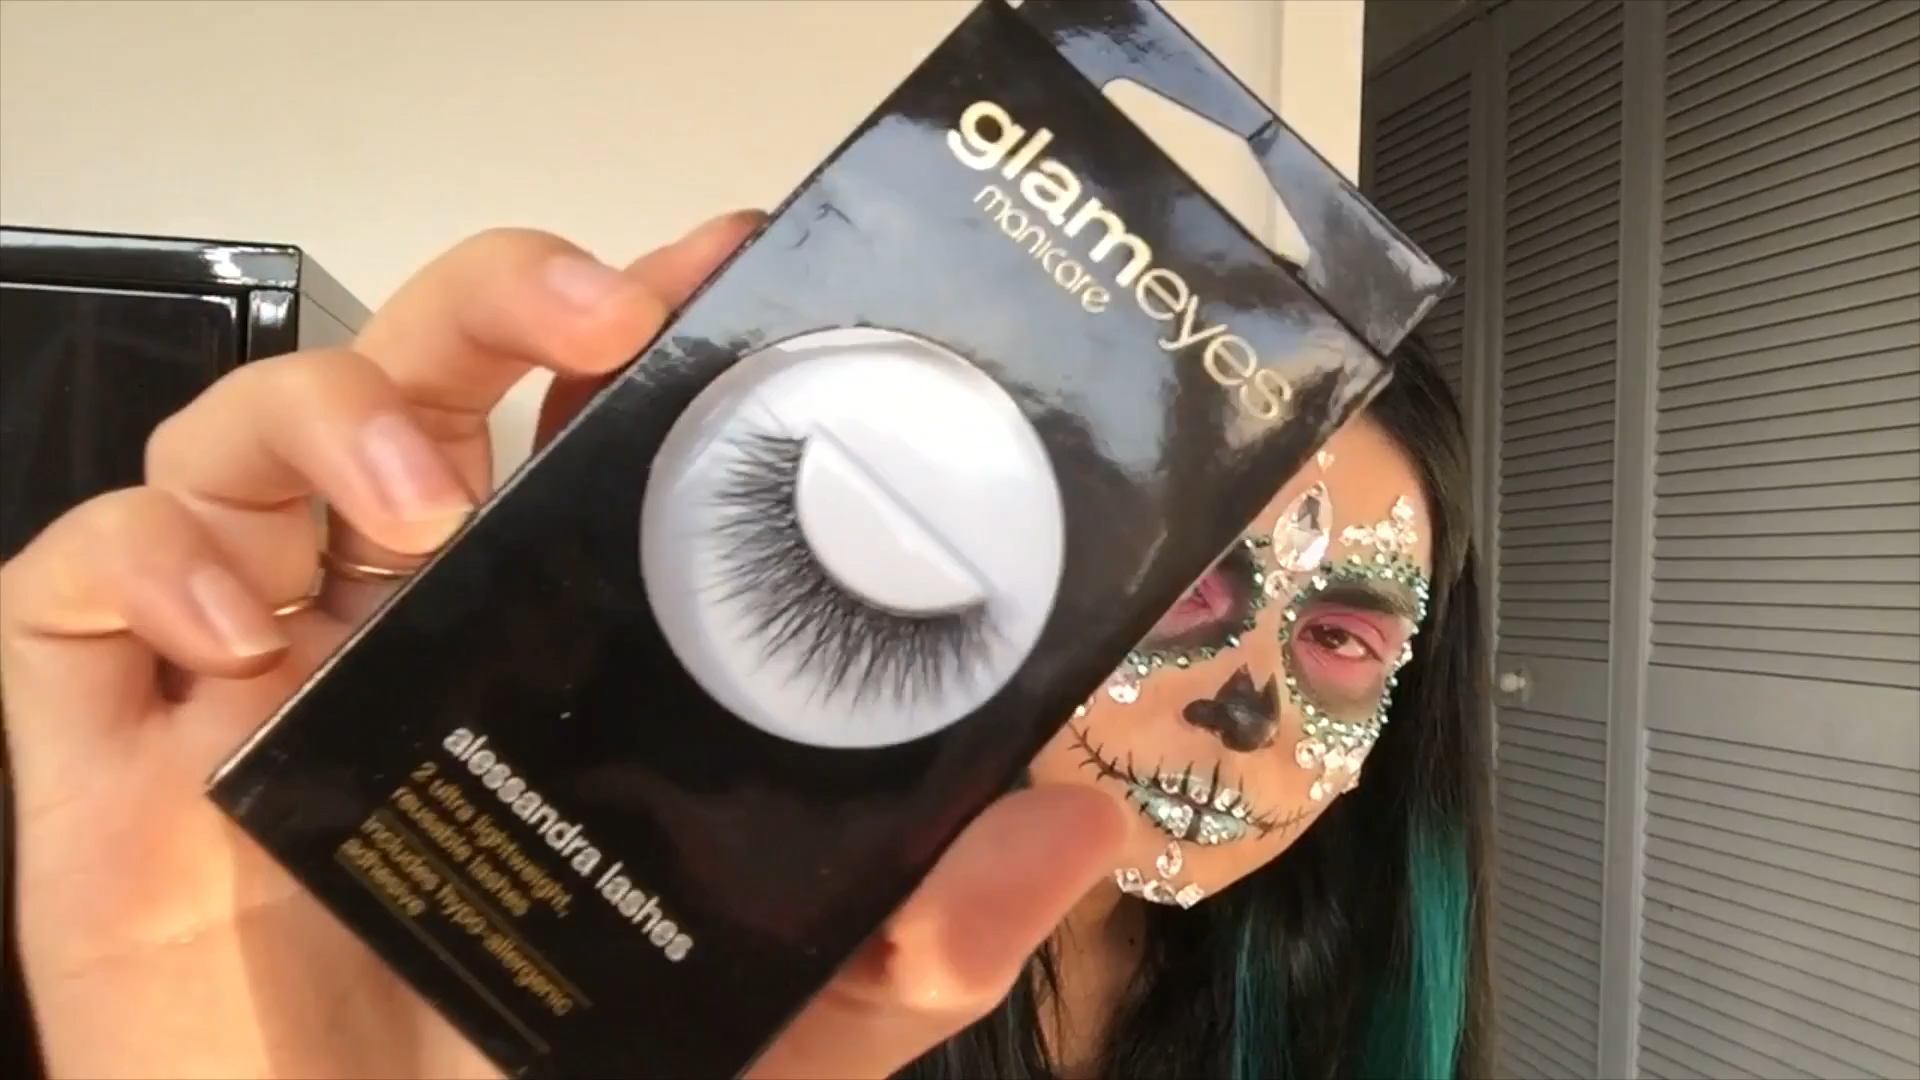 glameyes
manicare
alessandra lashes
2 ultra lightweight,
reusable lashes
includes hypo-allergenic
adhesive